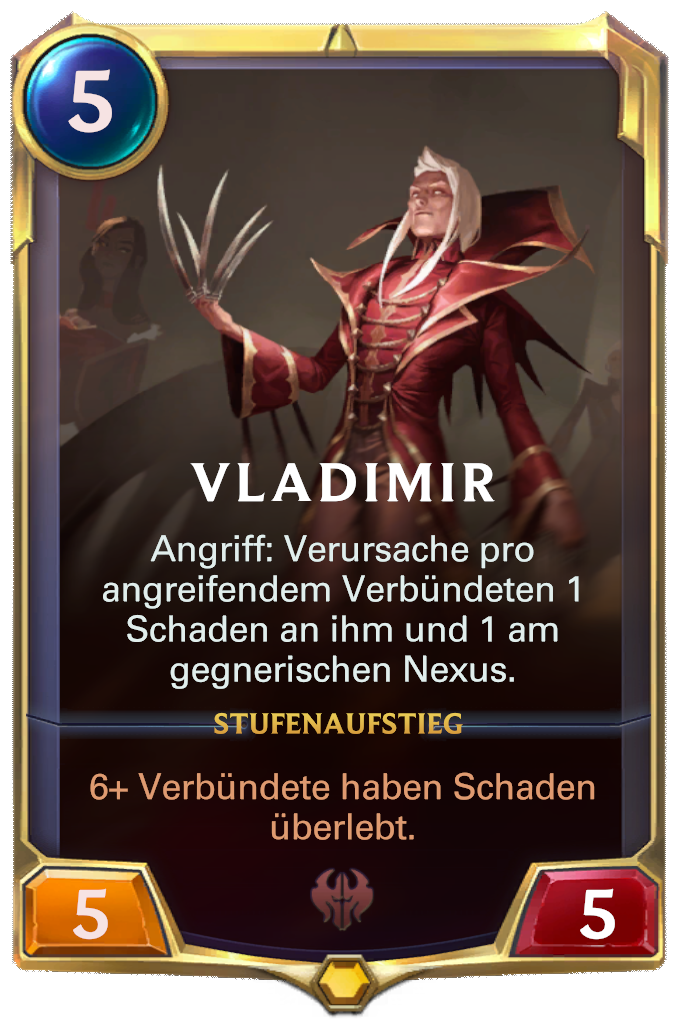 5
VLADIMIR
Angriff: Verursache pro
angreifendem Verbündeten 1
Schaden an ihm und 1 am
gegnerischen Nexus.
STUFENAUFSTIEG
6+ Verbündete haben Schaden
überlebt.
5
5